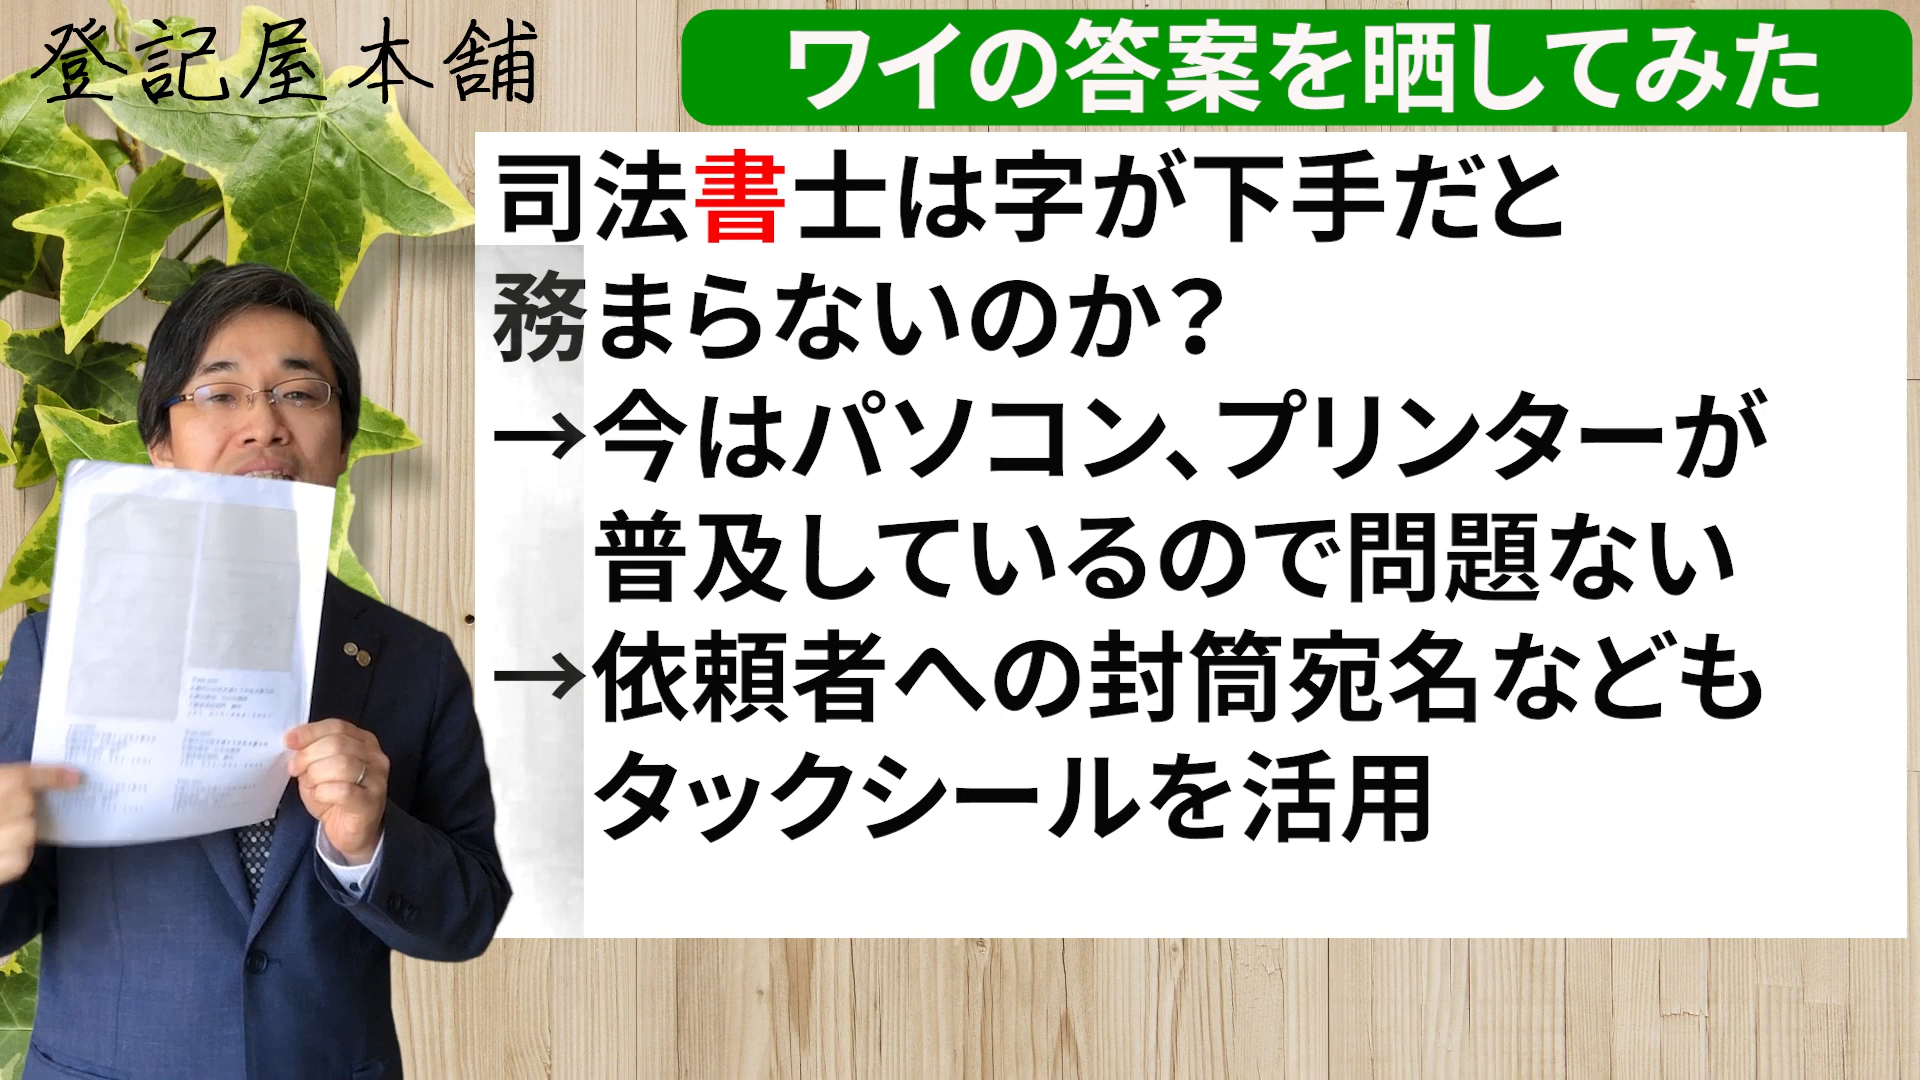 登記屋本舗
ワイの答案を晒してみた
司法書士は字が下手だと
務まらないのか？
→今はパソコン、プリンターが
普及しているので問題ない
→依頼者への封筒宛名なども
タックシールを活用